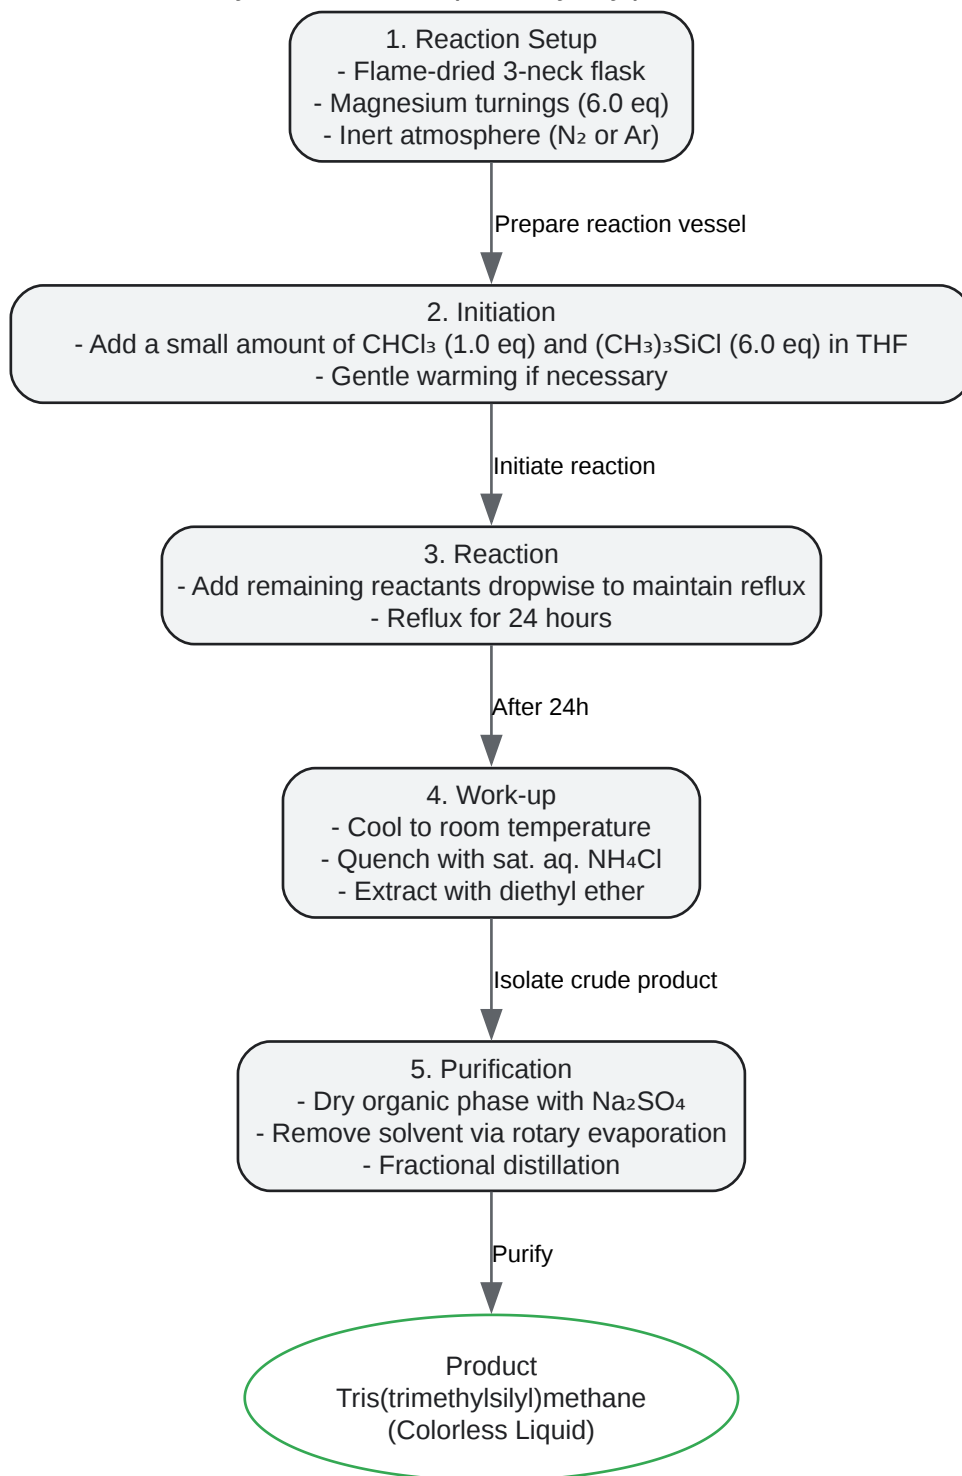 1. Reaction Setup
- Flame-dried 3-neck flask
- Magnesium turnings (6.0 eq)
- Inert atmosphere (N₂ or Ar)
Prepare reaction vessel
2. Initiation
- Add a small amount of CHCl₃ (1.0 eq) and (CH₃)₃SiCl (6.0 eq) in THF
- Gentle warming if necessary
Initiate reaction
3. Reaction
- Add remaining reactants dropwise to maintain reflux
- Reflux for 24 hours
After 24h
4. Work-up
- Cool to room temperature
- Quench with sat. aq. NH₄Cl
- Extract with diethyl ether
Isolate crude product
5. Purification
- Dry organic phase with Na₂SO₄
- Remove solvent via rotary evaporation
- Fractional distillation
Purify
Product
Tris(trimethylsilyl)methane
(Colorless Liquid)